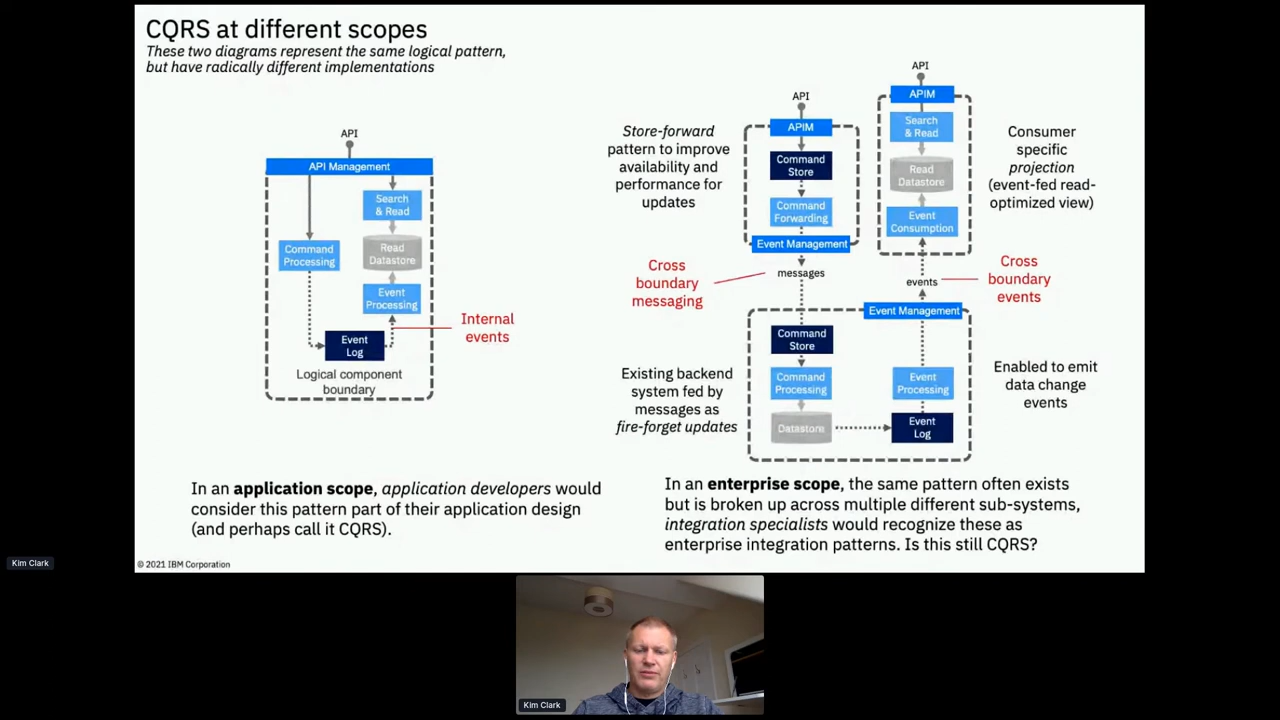 CQRS at different scopes
These two diagrams represent the same logical pattern,
but have radically different implementations
API
API Management
Search
& Read
Command
Processing
Read
Datastore
Event
Processing
Event
Log
Internal
events
Logical component
boundary
In an application scope, application developers would
consider this pattern part of their application design
(and perhaps call it CQRS).
Store-forward
pattern to improve
availability and
performance for
updates
API
APIM
Command
Store
Command
Forwarding
Event Management
Cross
boundary
messaging
messages
API
APIM
Search
& Read
Read
Datastore
Event
Consumption
Consumer
specific
projection
(event-fed read-
optimized view)
events
Cross
boundary
events
Event Management
Existing backend
system fed by
messages as
fire-forget updates
Command
Store
Command
Processing
Datastore
Event
Processing
Event
Log
Enabled to emit
data change
events
In an enterprise scope, the same pattern often exists
but is broken up across multiple different sub-systems,
integration specialists would recognize these as
enterprise integration patterns. Is this still CQRS?
© 2021 IBM Corporation
Kim Clark
Kim Clark